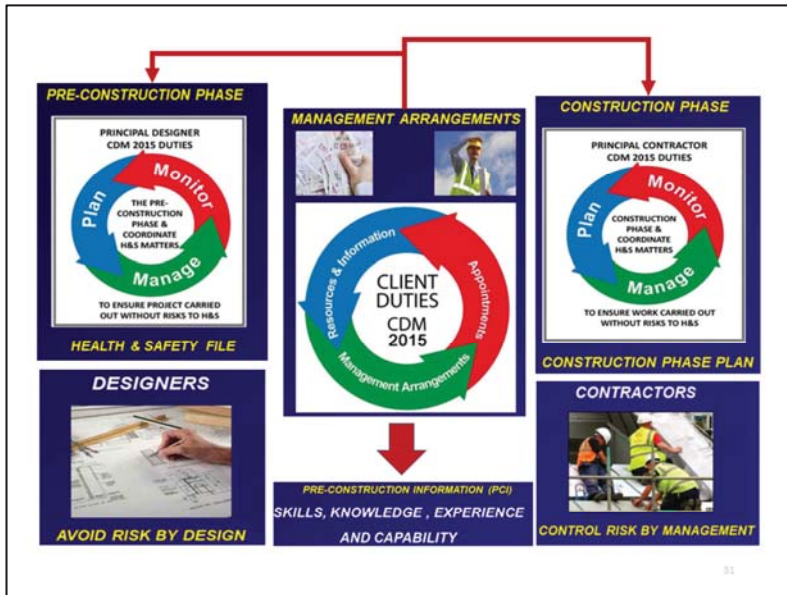 PRE-CONSTRUCTION PHASE
PRINCIPAL DESIGNER
CDM 2015 DUTIES
Plan
Monitor
Manage
THE PRE-
CONSTRUCTION
PHASE &
COORDINATE
H&S MATTERS
TO ENSURE PROJECT CARRIED
OUT WITHOUT RISKS TO H&S
HEALTH & SAFETY FILE
DESIGNERS
AVOID RISK BY DESIGN
MANAGEMENT ARRANGEMENTS
Resources & Information
Appointments
Management Arrangements
CLIENT
DUTIES
CDM
2015
PRE-CONSTRUCTION INFORMATION (PCI)
SKILLS, KNOWLEDGE , EXPERIENCE
AND CAPABILITY
CONSTRUCTION PHASE
PRINCIPAL CONTRACTOR
CDM 2015 DUTIES
Plan
Monitor
Manage
CONSTRUCTION
PHASE &
COORDINATE
H&S MATTERS
TO ENSURE WORK CARRIED OUT
WITHOUT RISKS TO H&S
CONSTRUCTION PHASE PLAN
CONTRACTORS
CONTROL RISK BY MANAGEMENT
31